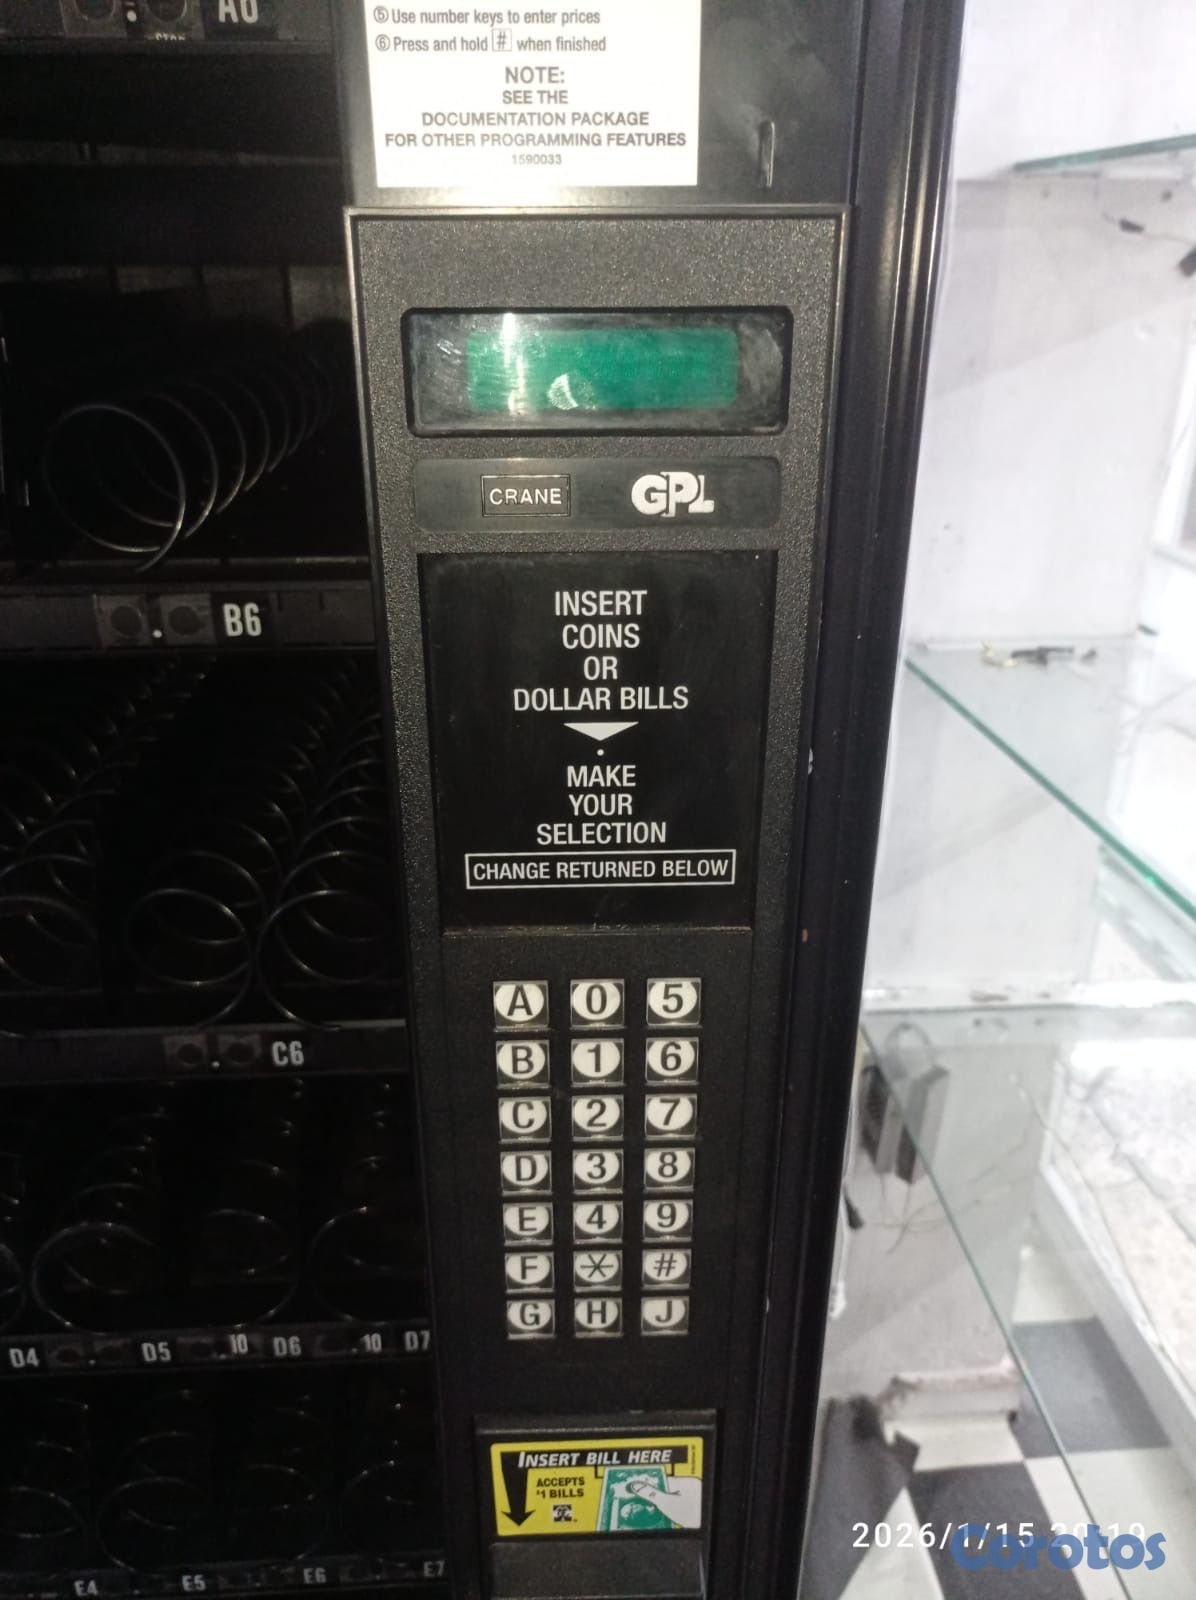 A6
⑤ Use number keys to enter prices
⑥ Press and hold # when finished
NOTE:
SEE THE
DOCUMENTATION PACKAGE
FOR OTHER PROGRAMMING FEATURES
1590033
CRANE GPL
B6
INSERT
COINS
OR
DOLLAR BILLS
MAKE
YOUR
SELECTION
CHANGE RETURNED BELOW
C6
A 0 5
B 1 6
C 2 7
D 3 8
E 4 9
F * #
G H J
D4 D5 .10 D6 .10 D7
INSERT BILL HERE
ACCEPTS
$1 BILLS
E4 E5 E6 E7
2026/1/15 20:19
Corotos